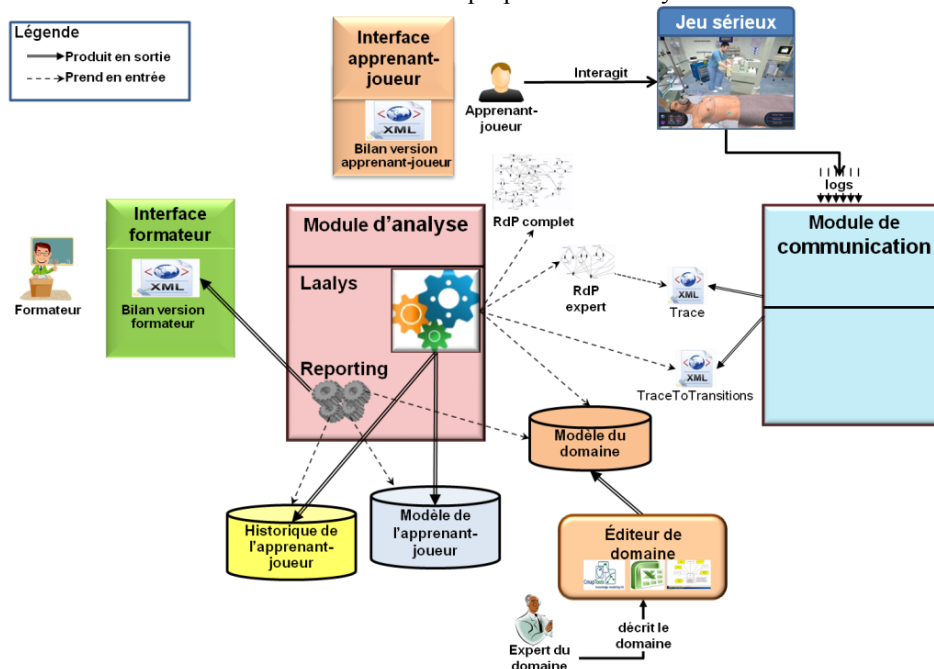 Légende
Produit en sortie
Prend en entrée
Interface
apprenant-
joueur
XML
Bilan version
apprenant-joueur
Apprenant-
joueur
Interagit
Jeu sérieux
logs
RdP complet
Interface
formateur
XML
Bilan version
formateur
Formateur
Module d'analyse
Laalys
Reporting
RdP
expert
XML
Trace
XML
TraceToTransitions
Module de
communication
Modèle du
domaine
Historique de
l'apprenant-
joueur
Modèle de
l'apprenant-
joueur
Éditeur de
domaine
CmapTools
Expert du
domaine
décrit le
domaine